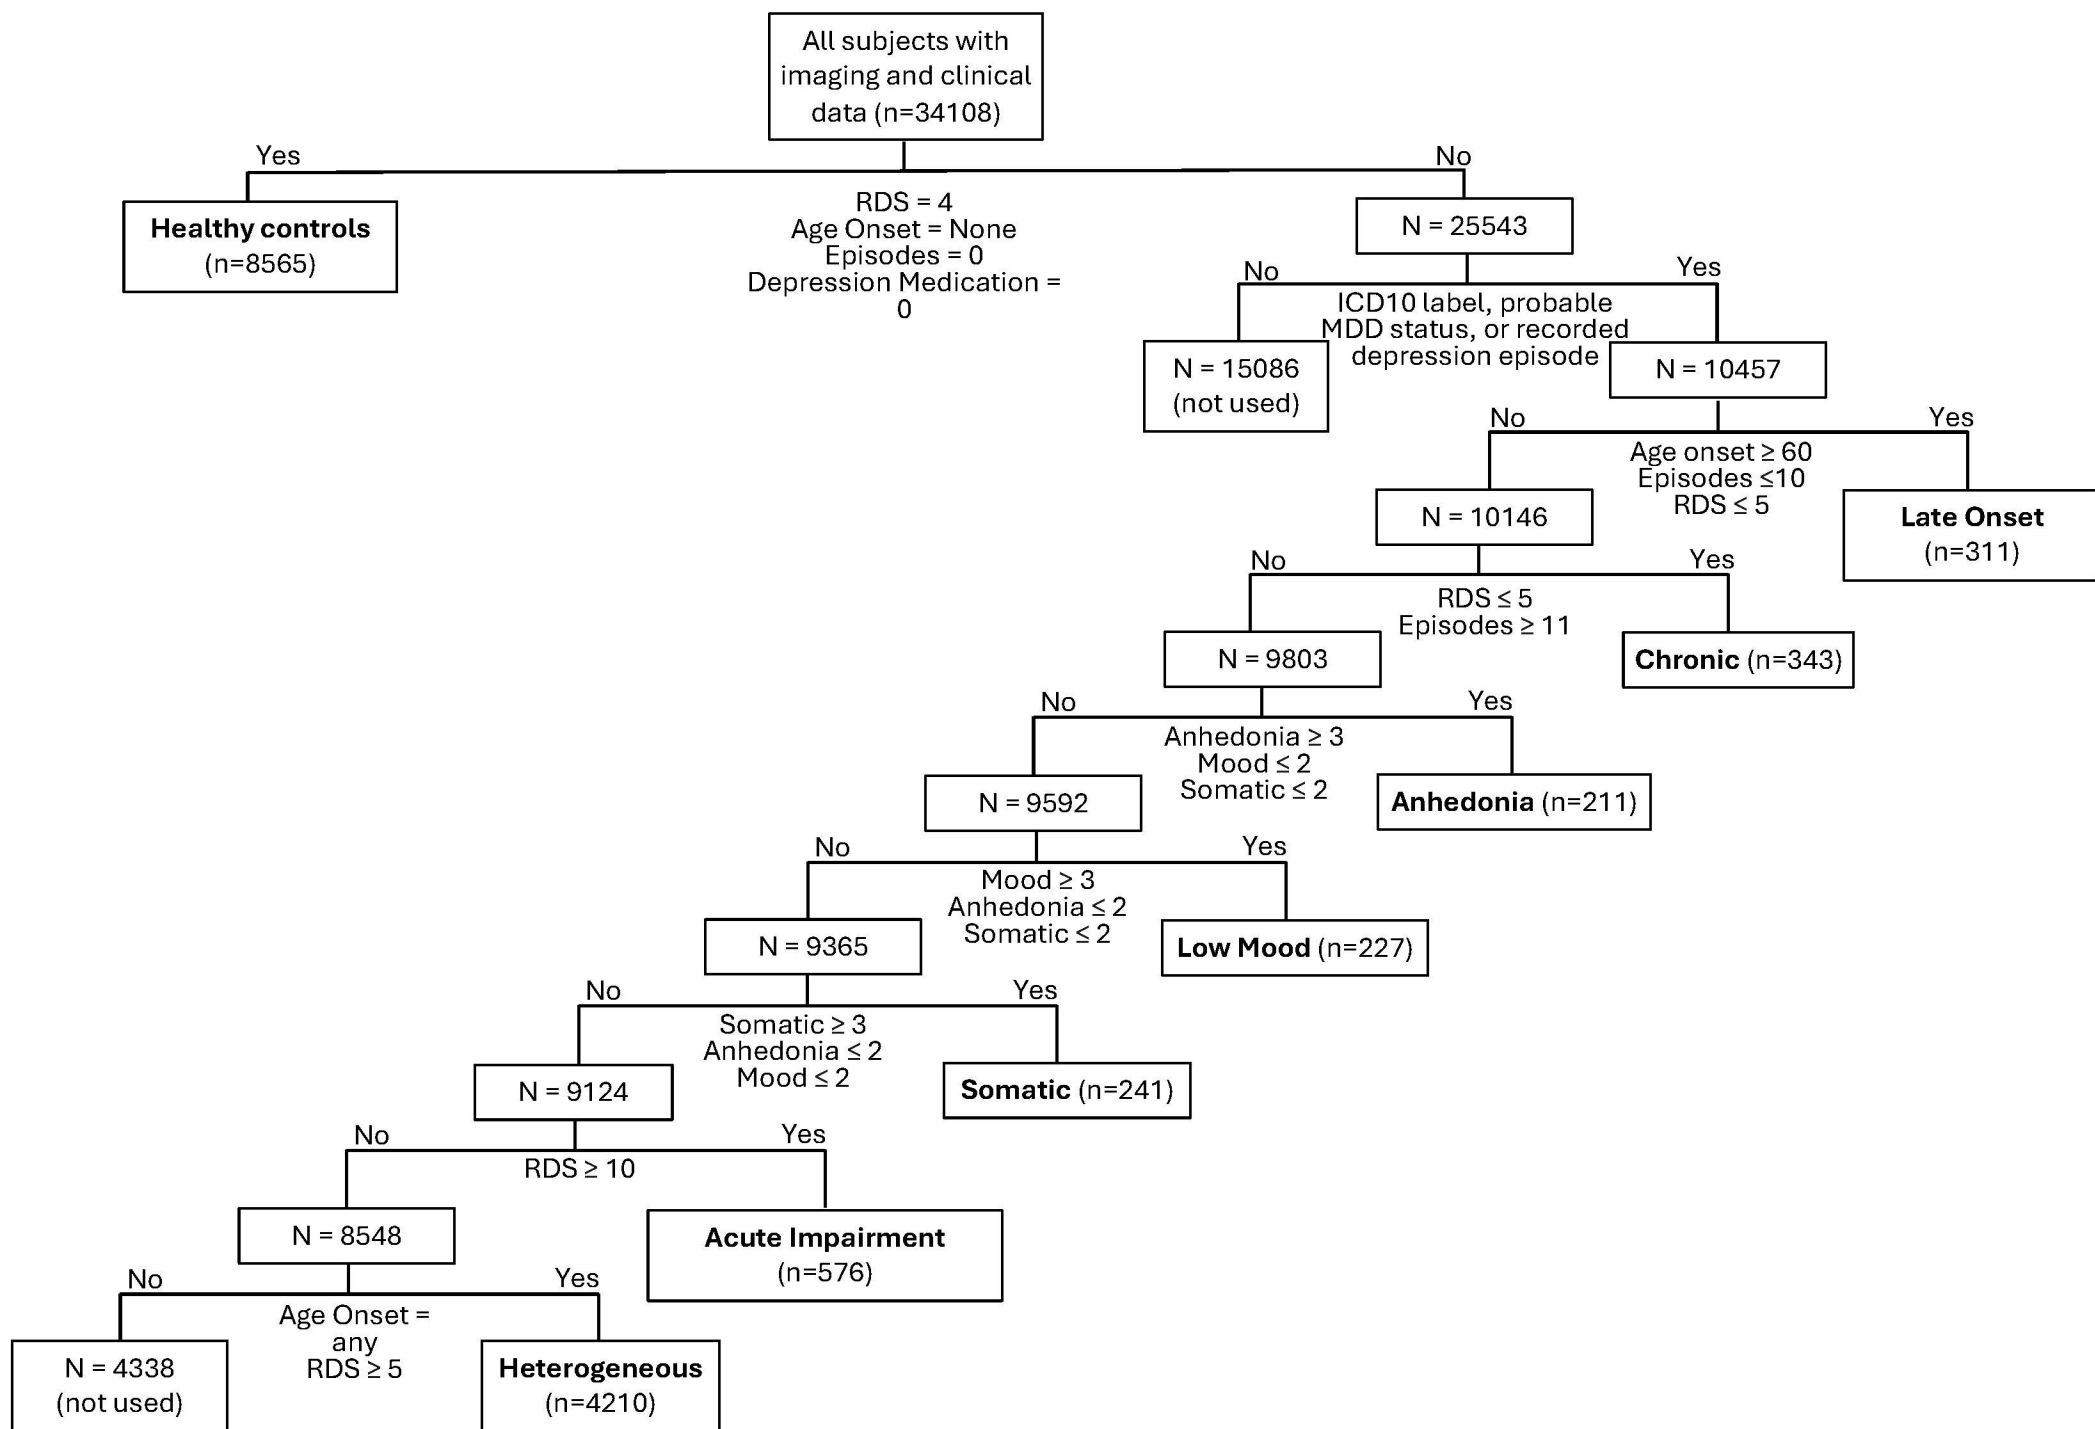 All subjects with
imaging and clinical
data (n=34108)
Yes
No
Healthy controls
(n=8565)
RDS = 4
Age Onset = None
Episodes = 0
Depression Medication =
0
N = 25543
No
Yes
ICD10 label, probable
MDD status, or recorded
depression episode
N = 15086
(not used)
N = 10457
No
Yes
Age onset ≥ 60
Episodes ≤10
RDS ≤ 5
N = 10146
Late Onset
(n=311)
No
Yes
RDS ≤ 5
Episodes ≥ 11
N = 9803
Chronic (n=343)
No
Yes
Anhedonia ≥ 3
Mood ≤ 2
Somatic ≤ 2
N = 9592
Anhedonia (n=211)
No
Yes
Mood ≥ 3
Anhedonia ≤ 2
Somatic ≤ 2
N = 9365
Low Mood (n=227)
No
Yes
Somatic ≥ 3
Anhedonia ≤ 2
Mood ≤ 2
N = 9124
Somatic (n=241)
No
Yes
RDS ≥ 10
N = 8548
Acute Impairment
(n=576)
No
Yes
Age Onset =
any
RDS ≥ 5
N = 4338
(not used)
Heterogeneous
(n=4210)